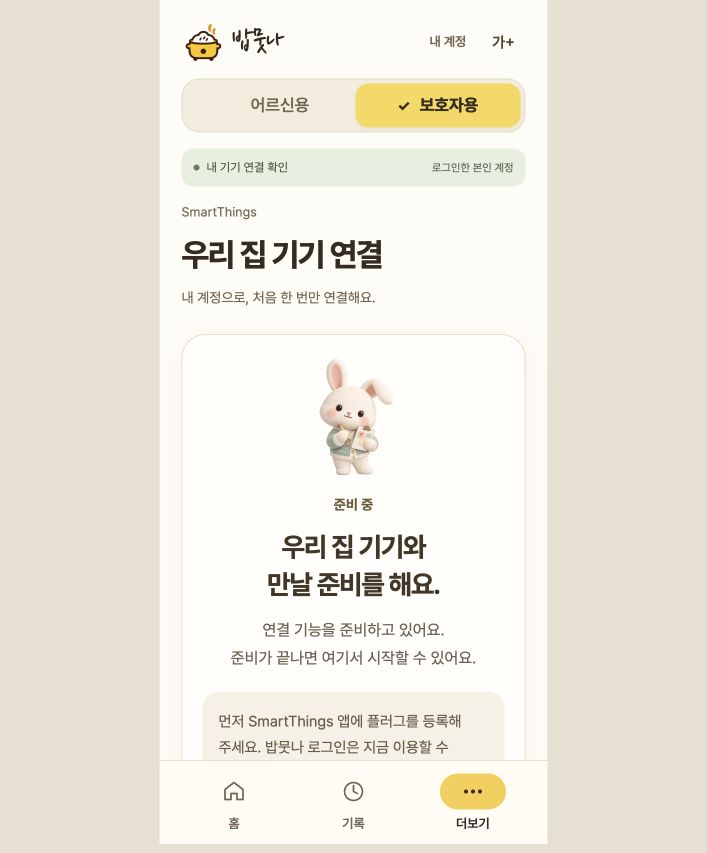 밥뭇나
내 계정
가+
어르신용
보호자용
내 기기 연결 확인
로그인한 본인 계정
SmartThings
우리 집 기기 연결
내 계정으로, 처음 한 번만 연결해요.
준비 중
우리 집 기기와
만날 준비를 해요.
연결 기능을 준비하고 있어요.
준비가 끝나면 여기서 시작할 수 있어요.
먼저 SmartThings 앱에 플러그를 등록해
주세요. 밥뭇나 로그인은 지금 이용할 수
홈
기록
더보기